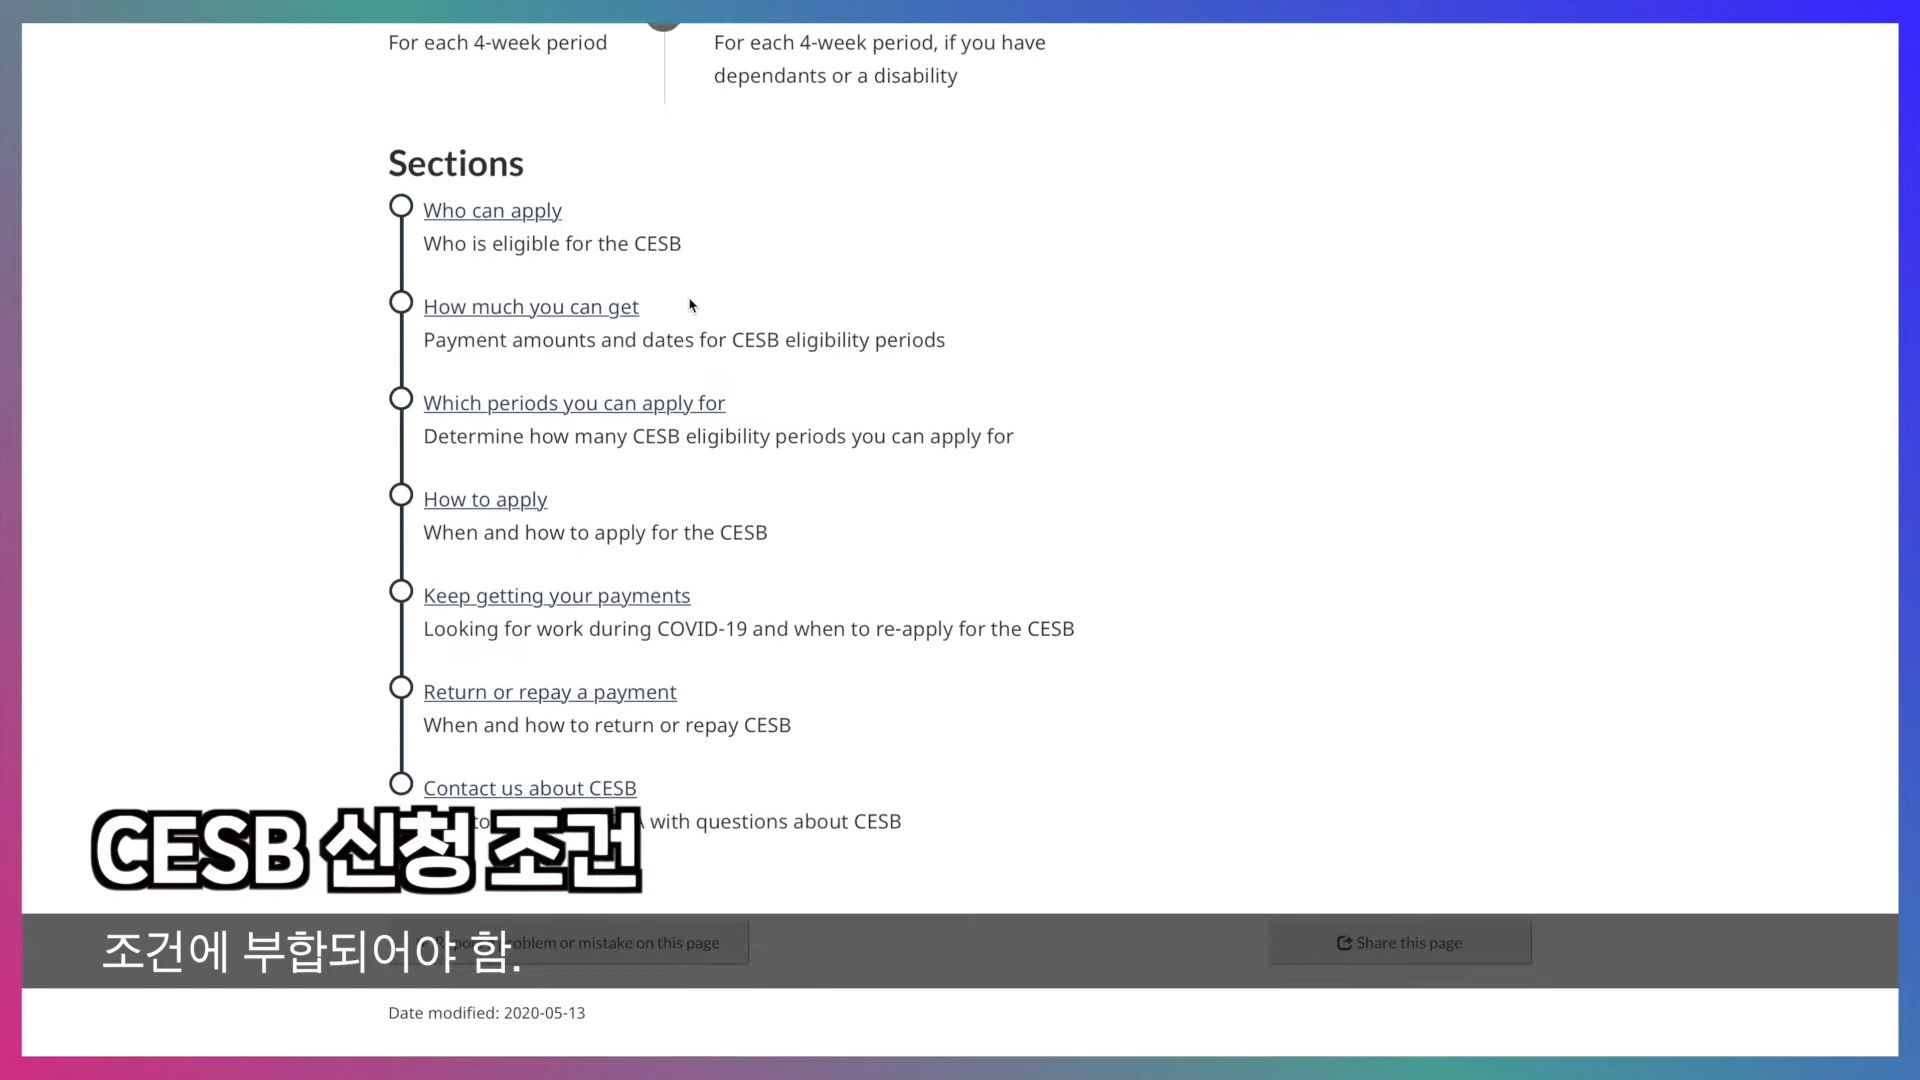 For each 4-week period
For each 4-week period, if you have
dependants or a disability
Sections
Who can apply
Who is eligible for the CESB
How much you can get
Payment amounts and dates for CESB eligibility periods
Which periods you can apply for
Determine how many CESB eligibility periods you can apply for
How to apply
When and how to apply for the CESB
Keep getting your payments
Looking for work during COVID-19 and when to re-apply for the CESB
Return or repay a payment
When and how to return or repay CESB
Contact us about CESB
with questions about CESB
CESB 신청 조건
problem or mistake on this page
Share this page
조건에 부합되어야 함.
Date modified: 2020-05-13